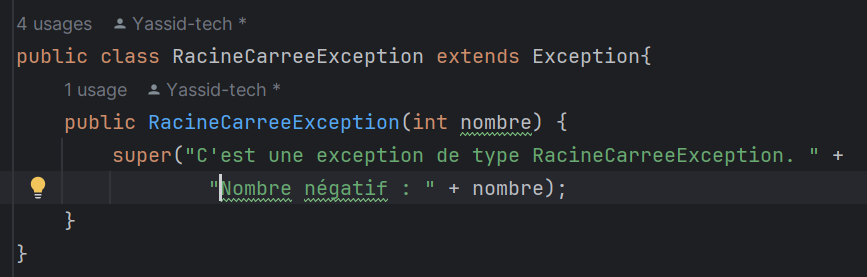 4 usages Yassid-tech *
public class RacineCarreeException extends Exception{
1 usage Yassid-tech *
public RacineCarreeException(int nombre) {
super("C'est une exception de type RacineCarreeException. " +
"Nombre négatif : " + nombre);
}
}